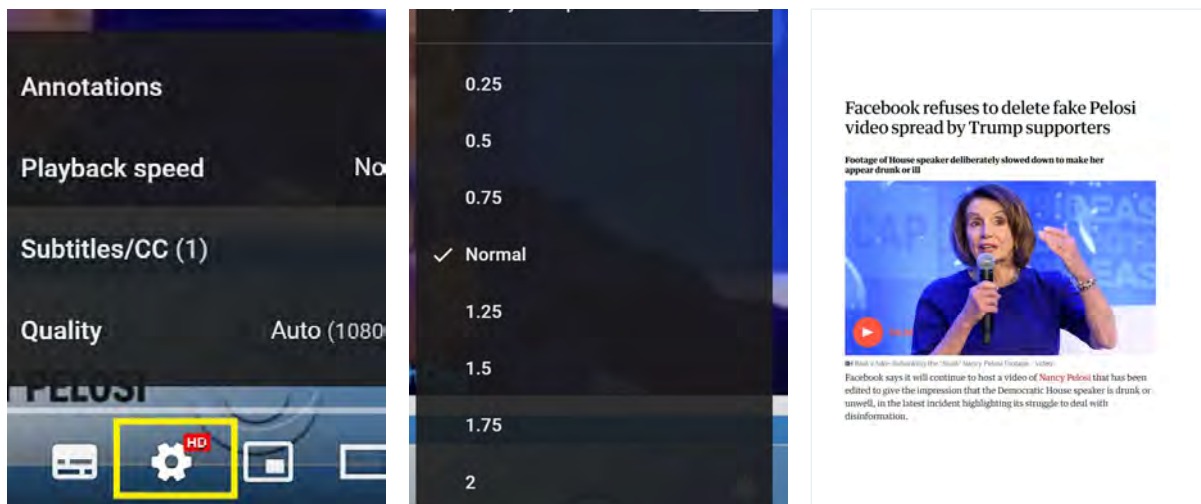 Annotations
Playback speed
Subtitles/CC (1)
Quality Auto (1080
PELOSI
HD
0.25
0.5
0.75
Normal
1.25
1.5
1.75
2
Facebook refuses to delete fake Pelosi
video spread by Trump supporters
Footage of House speaker deliberately slowed down to make her
appear drunk or ill
CAP
IDEAS
EAS
Facebook says it will continue to host a video of Nancy Pelosi that has been
edited to give the impression that the Democratic House speaker is drunk or
unwell, in the latest incident highlighting its struggle to deal with
disinformation.